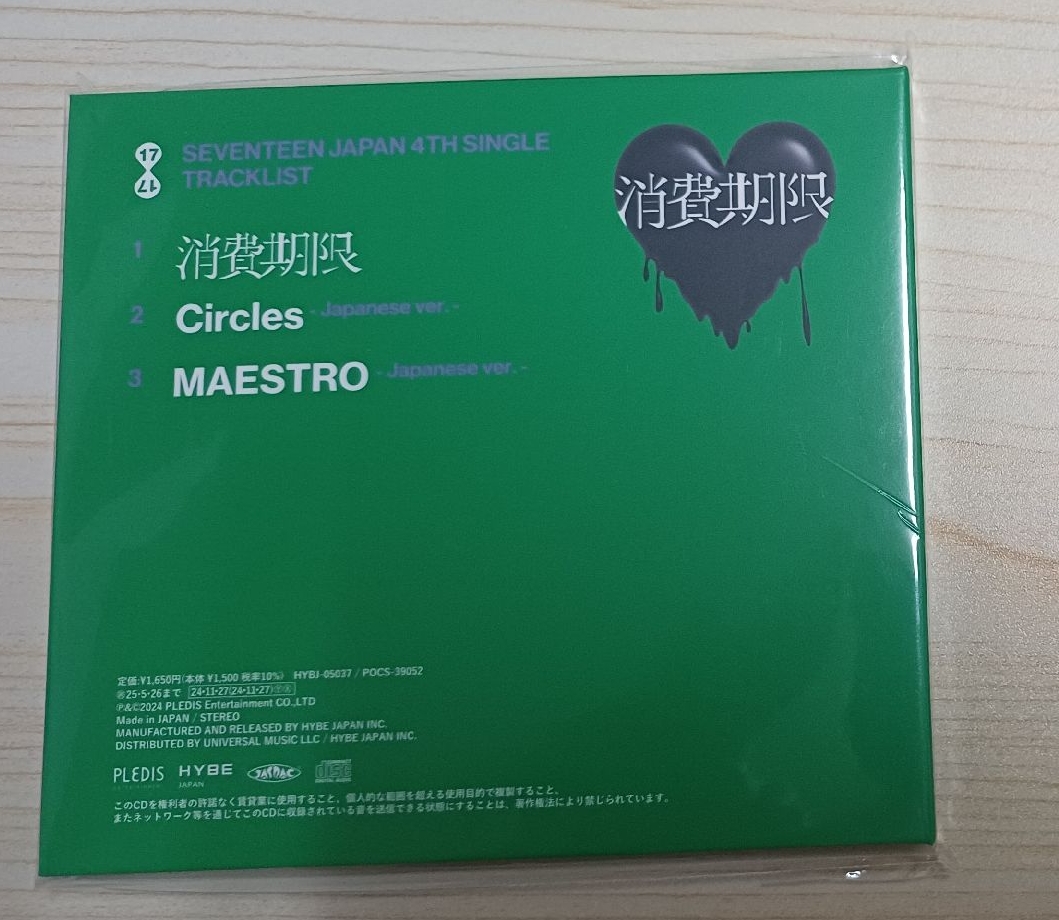 17
17
SEVENTEEN JAPAN 4TH SINGLE
TRACKLIST
消費期限
1 消費期限
2 Circles - Japanese ver. -
3 MAESTRO - Japanese ver. -
定価:¥1,650円(本体 ¥1,500 税率10%) HYBJ-05037 / POCS-39052
25・5・26まで 24・11・27(24・11・27)
℗&©2024 PLEDIS Entertainment CO.,LTD
Made in JAPAN / STEREO
MANUFACTURED AND RELEASED BY HYBE JAPAN INC.
DISTRIBUTED BY UNIVERSAL MUSIC LLC / HYBE JAPAN INC.
PLEDIS HYBE JASRAC COMPACT disc
ENTERTAINMENT JAPAN DIGITAL AUDIO
このCDを権利者の許諾なく賃貸業に使用すること、個人的な範囲を超える使用目的で複製すること、
またネットワーク等を通じてこのCDに収録されている音を送信できる状態にすることは、著作権法により禁じられています。